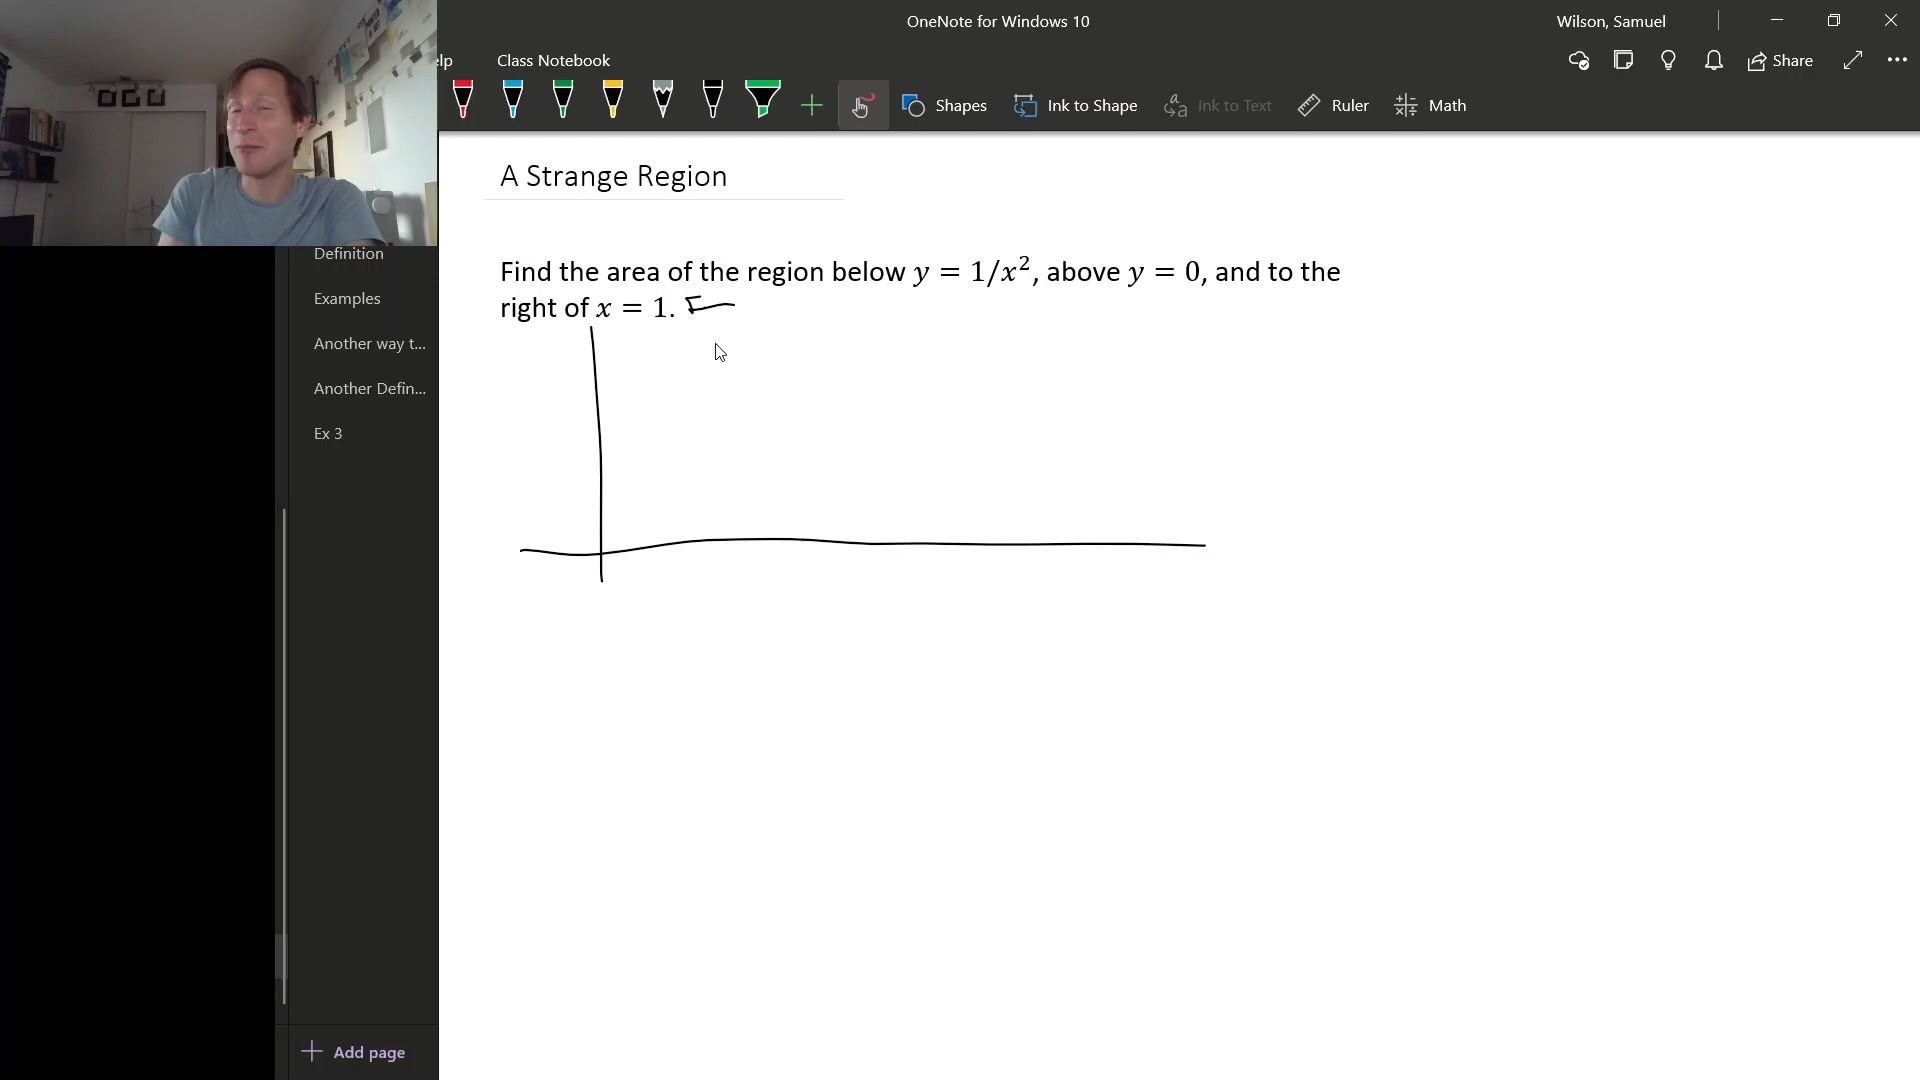 OneNote for Windows 10
Wilson, Samuel
elp
Class Notebook
Share
Shapes
Ink to Shape
Ink to Text
Ruler
Math
A Strange Region
Find the area of the region below y = 1/x², above y = 0, and to the
right of x = 1.
Definition
Examples
Another way t...
Another Defin...
Ex 3
Add page